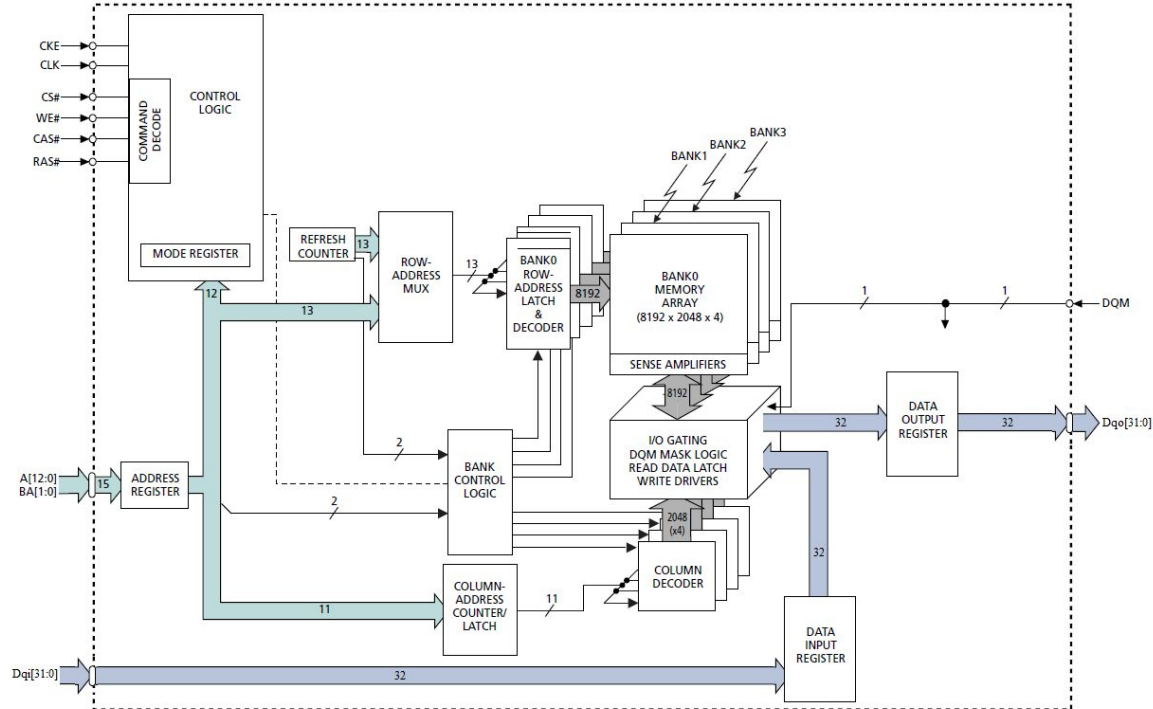 CKE
CLK
CS#
WE#
CAS#
RAS#
COMMAND
DECODE
CONTROL
LOGIC
MODE REGISTER
12
REFRESH
COUNTER
13
13
ROW-
ADDRESS
MUX
13
BANK0
ROW-
ADDRESS
LATCH
&
DECODER
8192
BANK1
BANK2
BANK3
BANK0
MEMORY
ARRAY
(8192 x 2048 x 4)
SENSE AMPLIFIERS
8192
1
1
DQM
I/O GATING
DQM MASK LOGIC
READ DATA LATCH
WRITE DRIVERS
32
DATA
OUTPUT
REGISTER
32
Dqo[31:0]
A[12:0]
BA[1:0]
15
ADDRESS
REGISTER
2
2
BANK
CONTROL
LOGIC
2048
(x4)
COLUMN
DECODER
11
COLUMN-
ADDRESS
COUNTER/
LATCH
11
32
DATA
INPUT
REGISTER
Dqi[31:0]
32